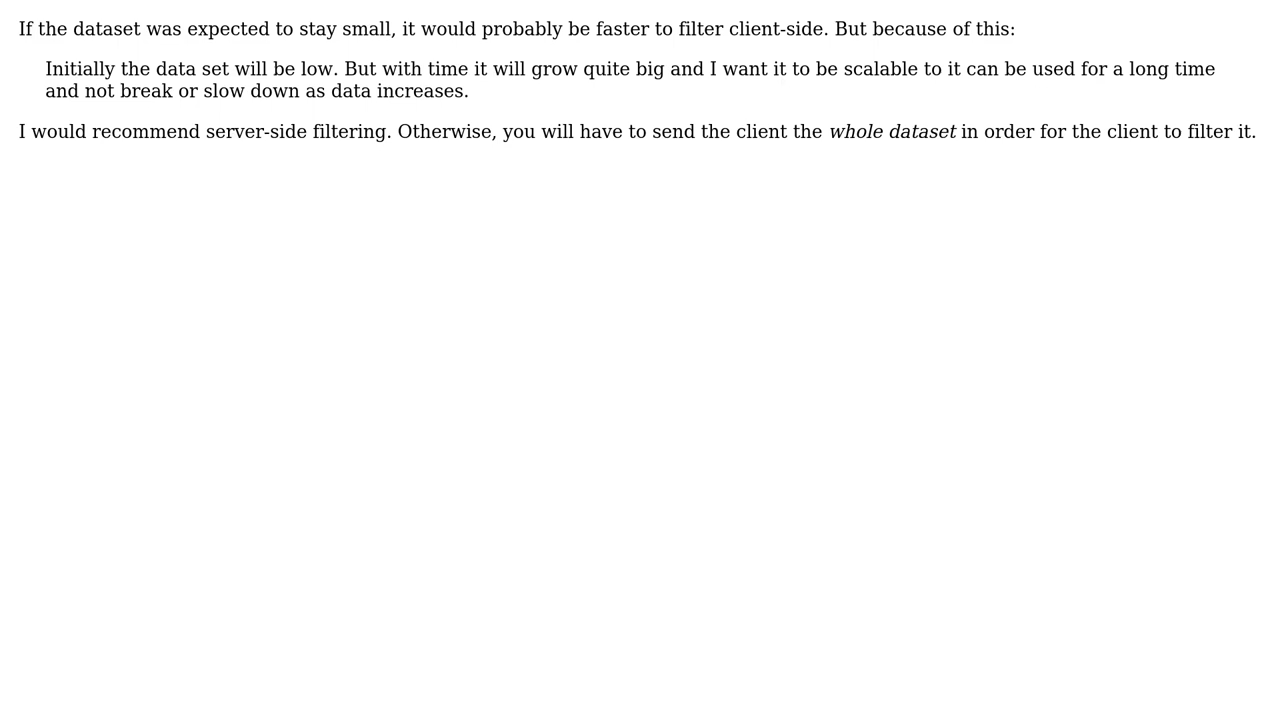 If the dataset was expected to stay small, it would probably be faster to filter client-side. But because of this:
Initially the data set will be low. But with time it will grow quite big and I want it to be scalable to it can be used for a long time
and not break or slow down as data increases.
I would recommend server-side filtering. Otherwise, you will have to send the client the whole dataset in order for the client to filter it.